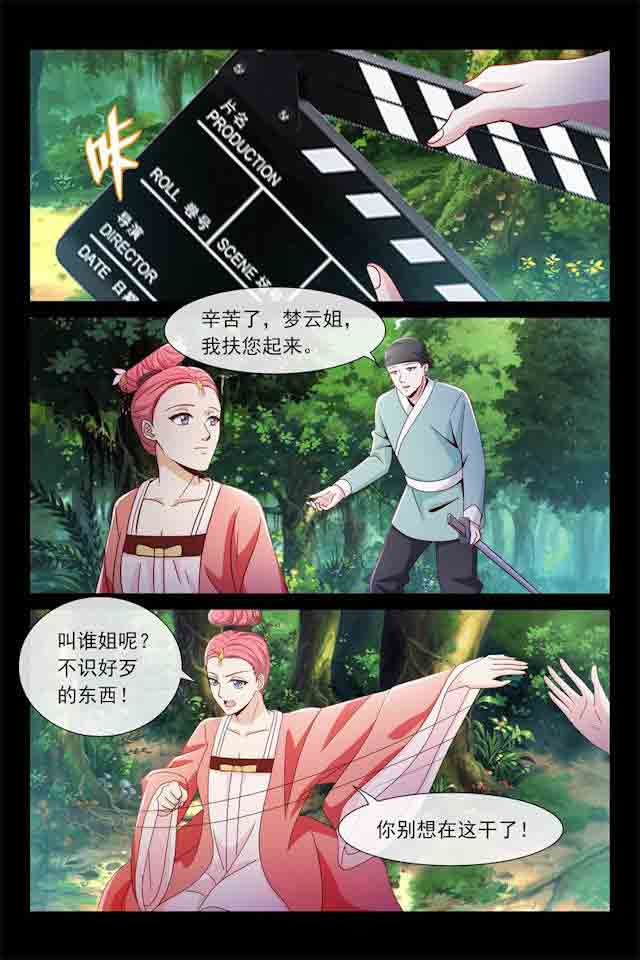 咔
片名
PRODUCTION
ROLL 卷号
SCENE
导演
DIRECTOR
DATE 日期
辛苦了，梦云姐，
我扶您起来。
叫谁姐呢？
不识好歹
的东西！
你别想在这干了！